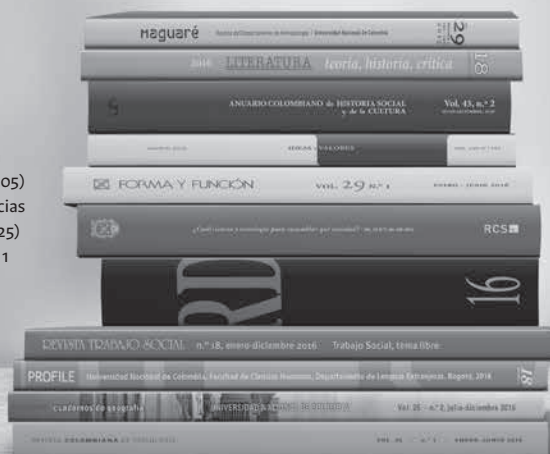 maguaré Universidad Nacional de Colombia 29
2016 LITERATURA teoría, historia, crítica 18
ANUARIO COLOMBIANO de HISTORIA SOCIAL Vol. 43, n.º 2
y de la CULTURA
IDEAS Y VALORES
05)
FORMA Y FUNCIÓN VOL. 29 N.º 1 ENERO - JUNIO 2016
cias
25)
RCS
1
RD 16
REVISTA TRABAJO SOCIAL n.º 18, enero-diciembre 2016 Trabajo Social, tema libre
PROFILE Universidad Nacional de Colombia, Facultad de Ciencias Humanas, Departamento de Lenguas Extranjeras, Bogotá, 2016 18
cuadernos de geografía UNIVERSIDAD NACIONAL DE COLOMBIA Vol. 25 - n.º 2, julio-diciembre 2016
REVISTA COLOMBIANA DE ENERO-JUNIO 2016